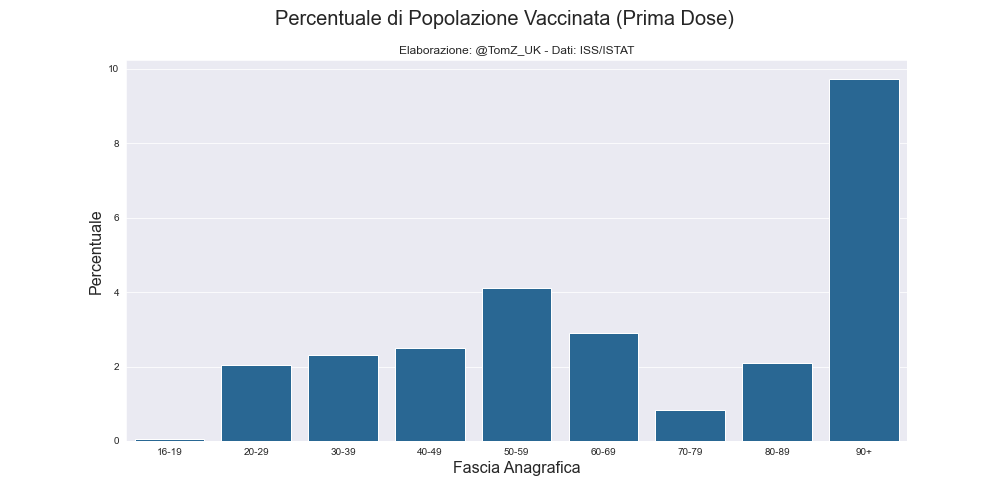 Percentuale di Popolazione Vaccinata (Prima Dose)
Elaborazione: @TomZ_UK - Dati: ISS/ISTAT
10
8
6
4
2
0
Percentuale
16-19 20-29 30-39 40-49 50-59 60-69 70-79 80-89 90+
Fascia Anagrafica